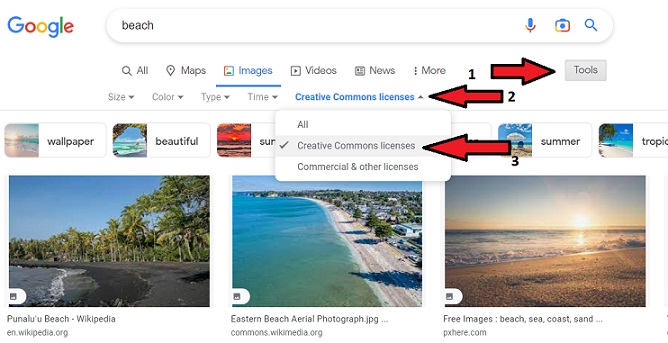 Google
beach
All Maps Images Videos News More
1
Tools
Size Color Type Time Creative Commons licenses
2
All
Creative Commons licenses
3
Commercial & other licenses
wallpaper beautiful sun summer tropic
Punalu'u Beach - Wikipedia
en.wikipedia.org
Eastern Beach Aerial Photograph.jpg ...
commons.wikimedia.org
Free Images : beach, sea, coast, sand ...
pxhere.com